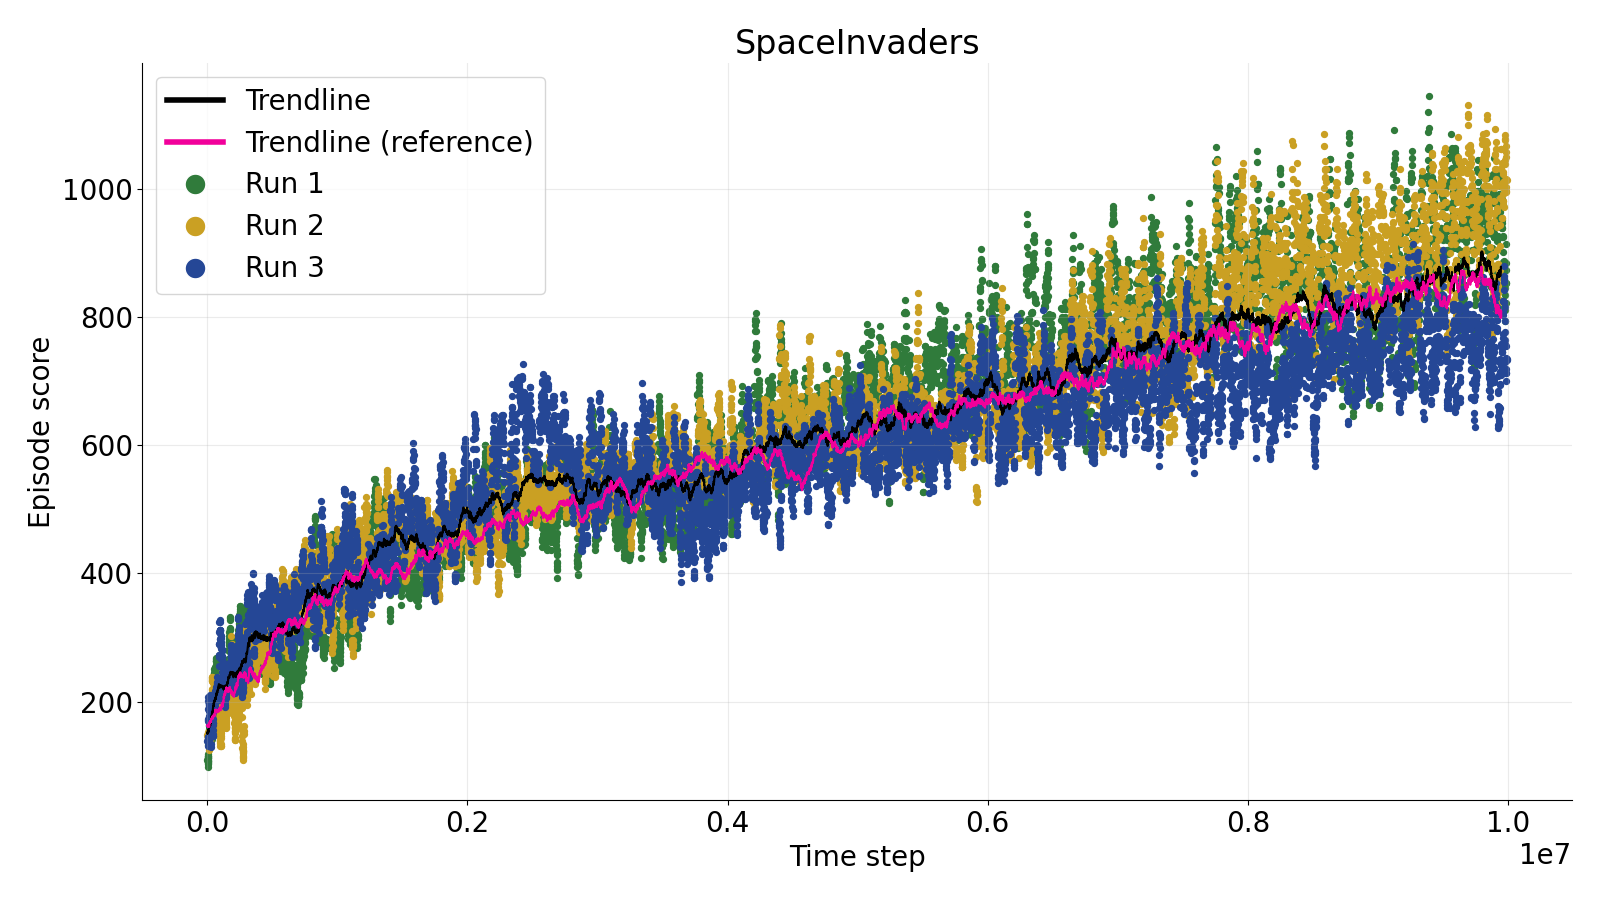 SpaceInvaders
Trendline
Trendline (reference)
Run 1
Run 2
Run 3
1000
800
600
400
200
Episode score
0.0 0.2 0.4 0.6 0.8 1.0
1e7
Time step